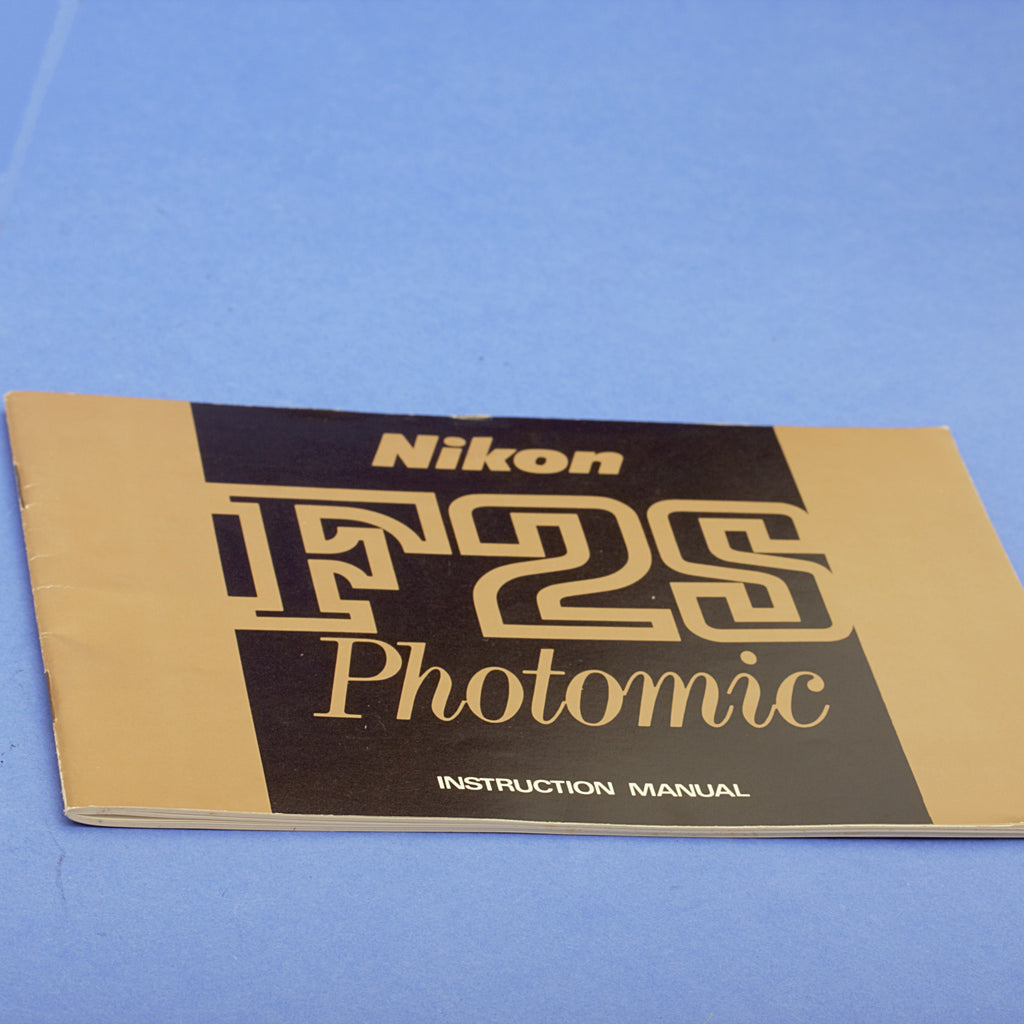 Nikon
F2S
Photomic
INSTRUCTION MANUAL